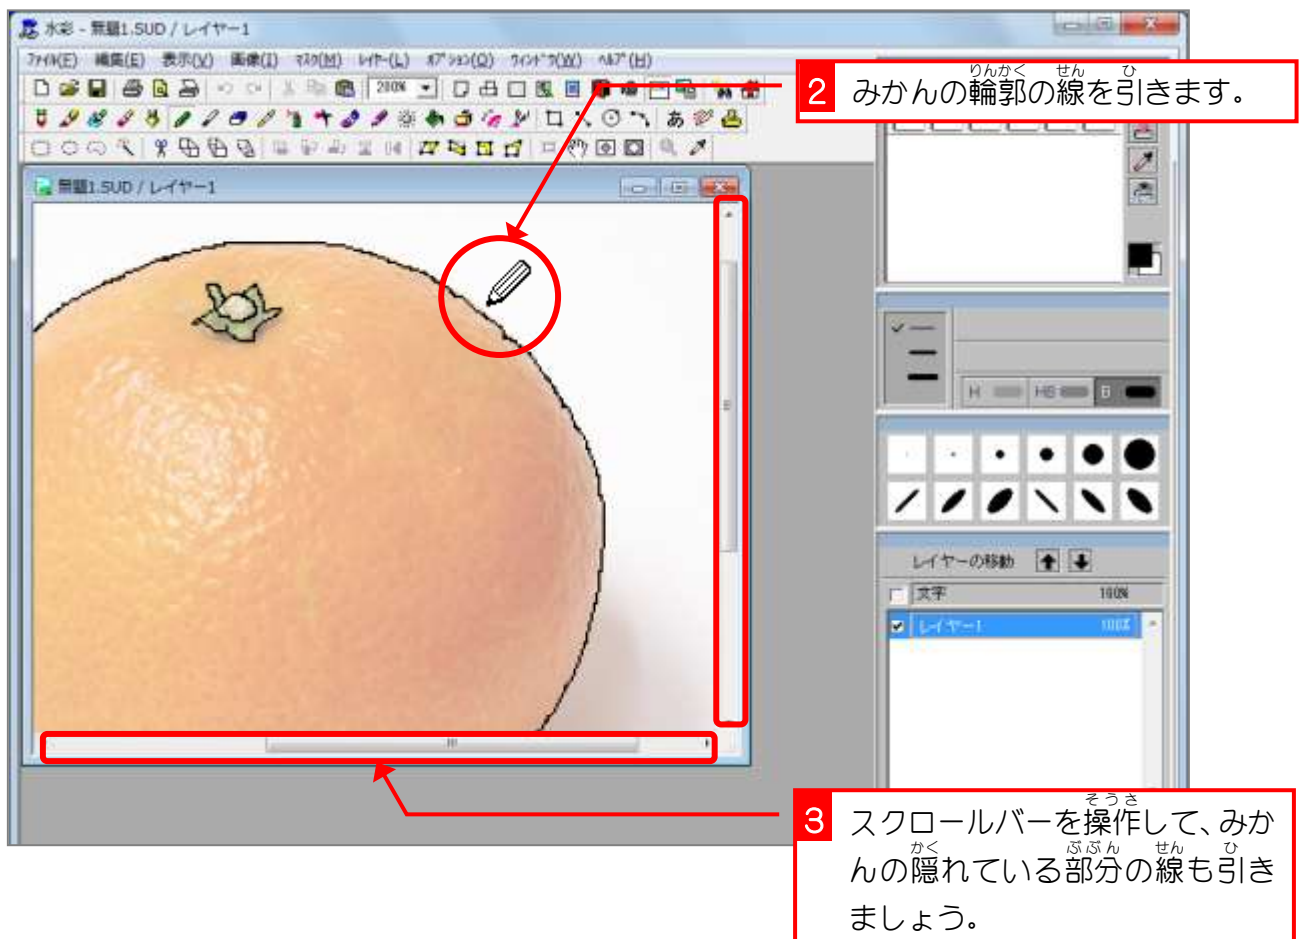 水彩 - 無題1.SUD / レイヤー1
ファイル(E) 編集(E) 表示(V) 画像(I) マスク(M) レイヤー(L) オプション(O) ウィンドウ(W) ヘルプ(H)
200%
あ
無題1.SUD / レイヤー1
2 みかんの輪郭の線を引きます。
りんかく せん ひ
H HB B
レイヤーの移動
文字 100%
レイヤー1 100%
3 スクロールバーを操作して、みか
そうさ
んの隠れている部分の線も引き
かく ぶぶん せん ひ
ましょう。